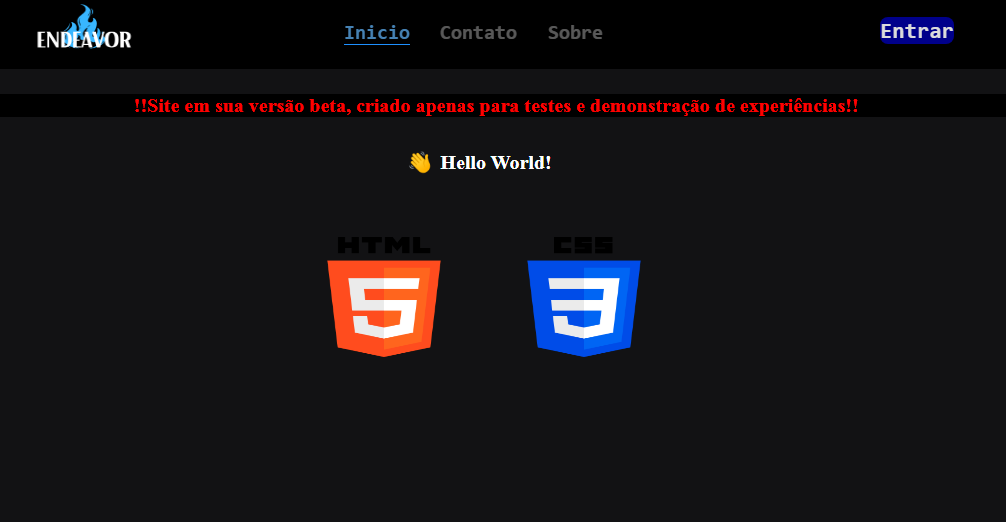 ENDEAVOR
Inicio Contato Sobre
Entrar
!!Site em sua versão beta, criado apenas para testes e demonstração de experiências!!
👋 Hello World!
HTML CSS
5 3